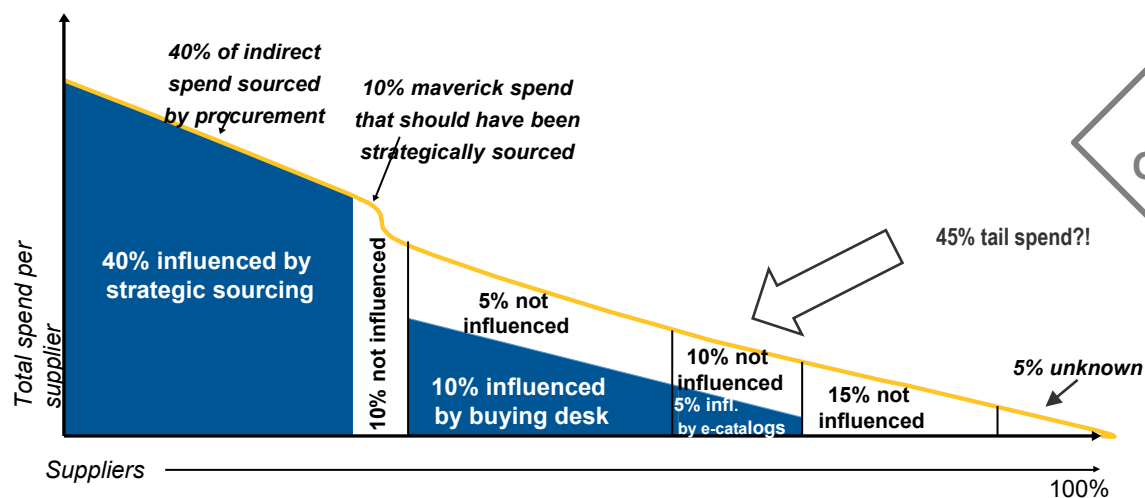 40% of indirect
spend sourced
by procurement
10% maverick spend
that should have been
strategically sourced
45% tail spend?!
Total spend per
supplier
40% influenced by
strategic sourcing
10% not influenced
5% not
influenced
10% influenced
by buying desk
10% not
influenced
5% infl.
by e-catalogs
15% not
influenced
5% unknown
Suppliers
100%